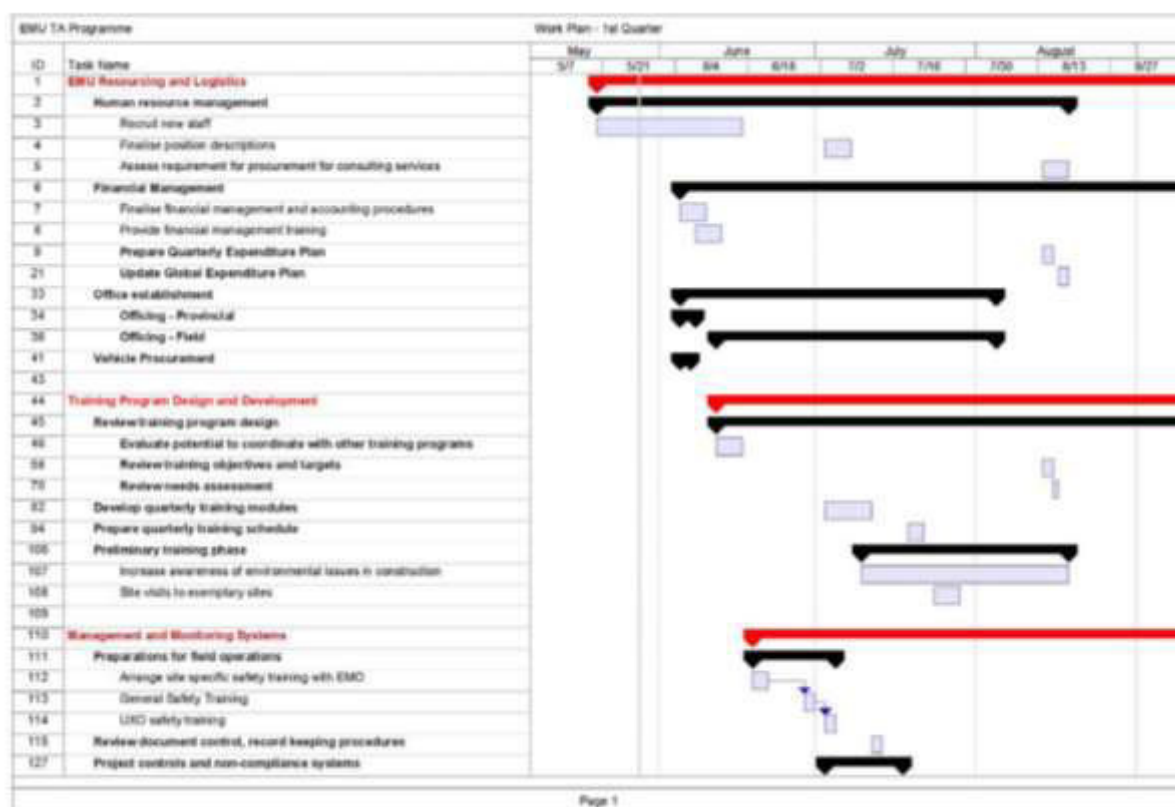 EMU TA Programme Work Plan - 1st Quarter
May June July August
ID Task Name 5/7 5/21 6/4 6/18 7/2 7/16 7/30 8/13 8/27
1 EMU Resourcing and Logistics
2 Human resource management
3 Recruit new staff
4 Finalise position descriptions
5 Assess requirement for procurement for consulting services
6 Financial Management
7 Finalise financial management and accounting procedures
8 Provide financial management training
9 Prepare Quarterly Expenditure Plan
21 Update Global Expenditure Plan
33 Office establishment
34 Officing - Provincial
38 Officing - Field
41 Vehicle Procurement
43
44 Training Program Design and Development
45 Review training program design
46 Evaluate potential to coordinate with other training programs
58 Review training objectives and targets
70 Review needs assessment
82 Develop quarterly training modules
94 Prepare quarterly training schedule
106 Preliminary training phase
107 Increase awareness of environmental issues in construction
108 Site visits to exemplary sites
109
110 Management and Monitoring Systems
111 Preparations for field operations
112 Arrange site specific safety training with EMO
113 General Safety Training
114 UXO safety training
115 Review document control, record keeping procedures
127 Project controls and non-compliance systems
Page 1